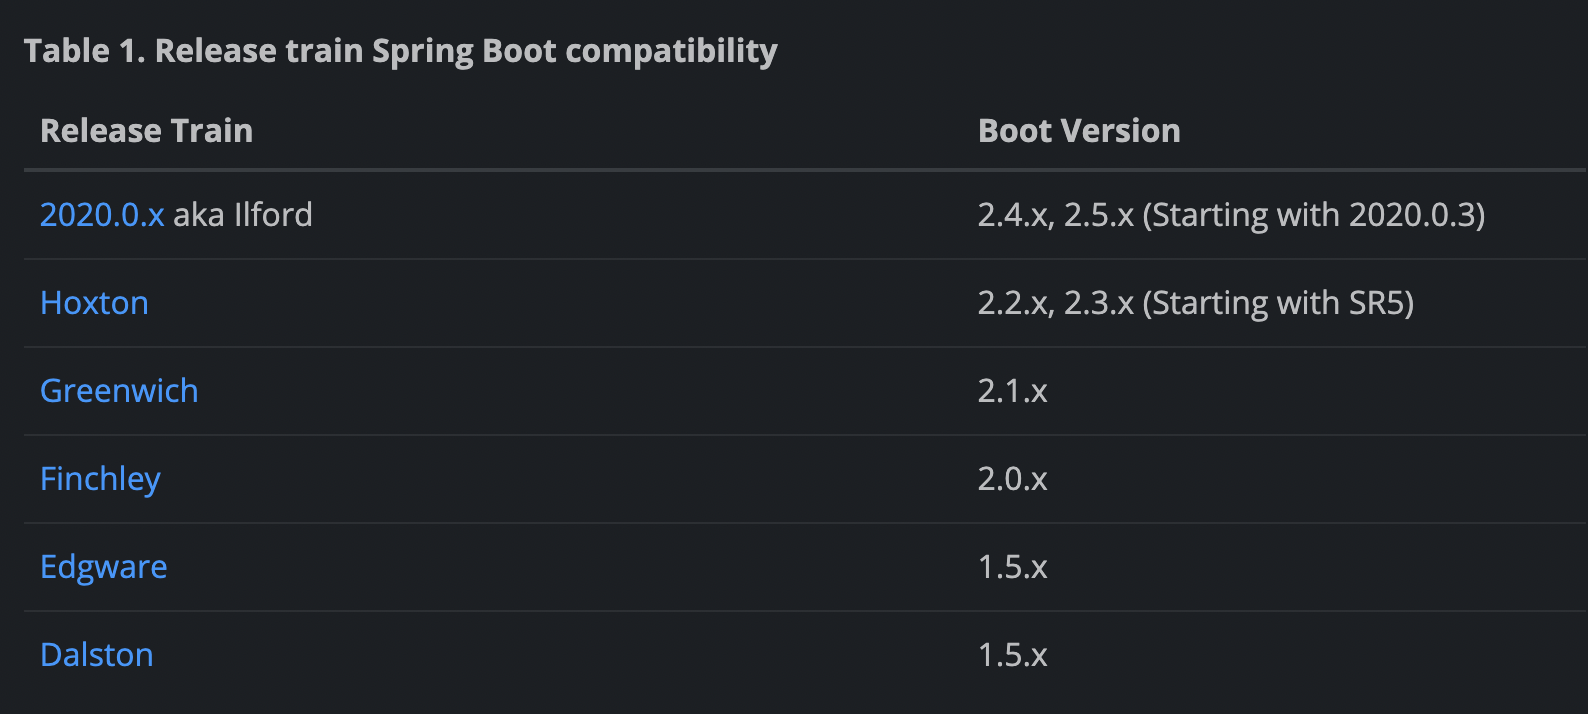 Table 1. Release train Spring Boot compatibility
Release Train Boot Version
2020.0.x aka Ilford 2.4.x, 2.5.x (Starting with 2020.0.3)
Hoxton 2.2.x, 2.3.x (Starting with SR5)
Greenwich 2.1.x
Finchley 2.0.x
Edgware 1.5.x
Dalston 1.5.x